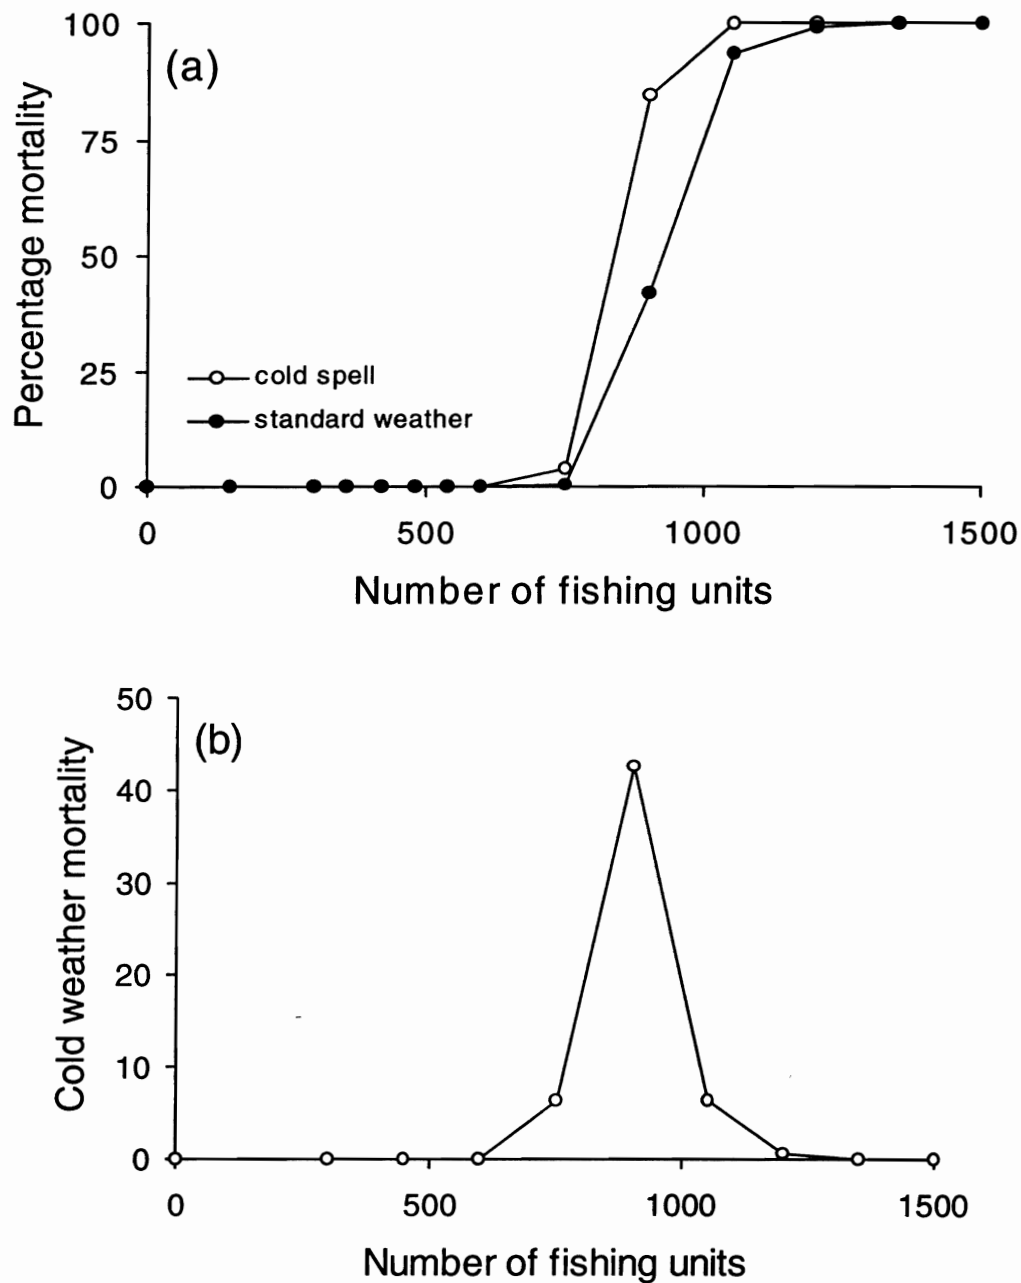 100
(a)
75
50
25
0
Percentage mortality
cold spell
standard weather
0 500 1000 1500
Number of fishing units
50
(b)
40
30
20
10
0
Cold weather mortality
0 500 1000 1500
Number of fishing units